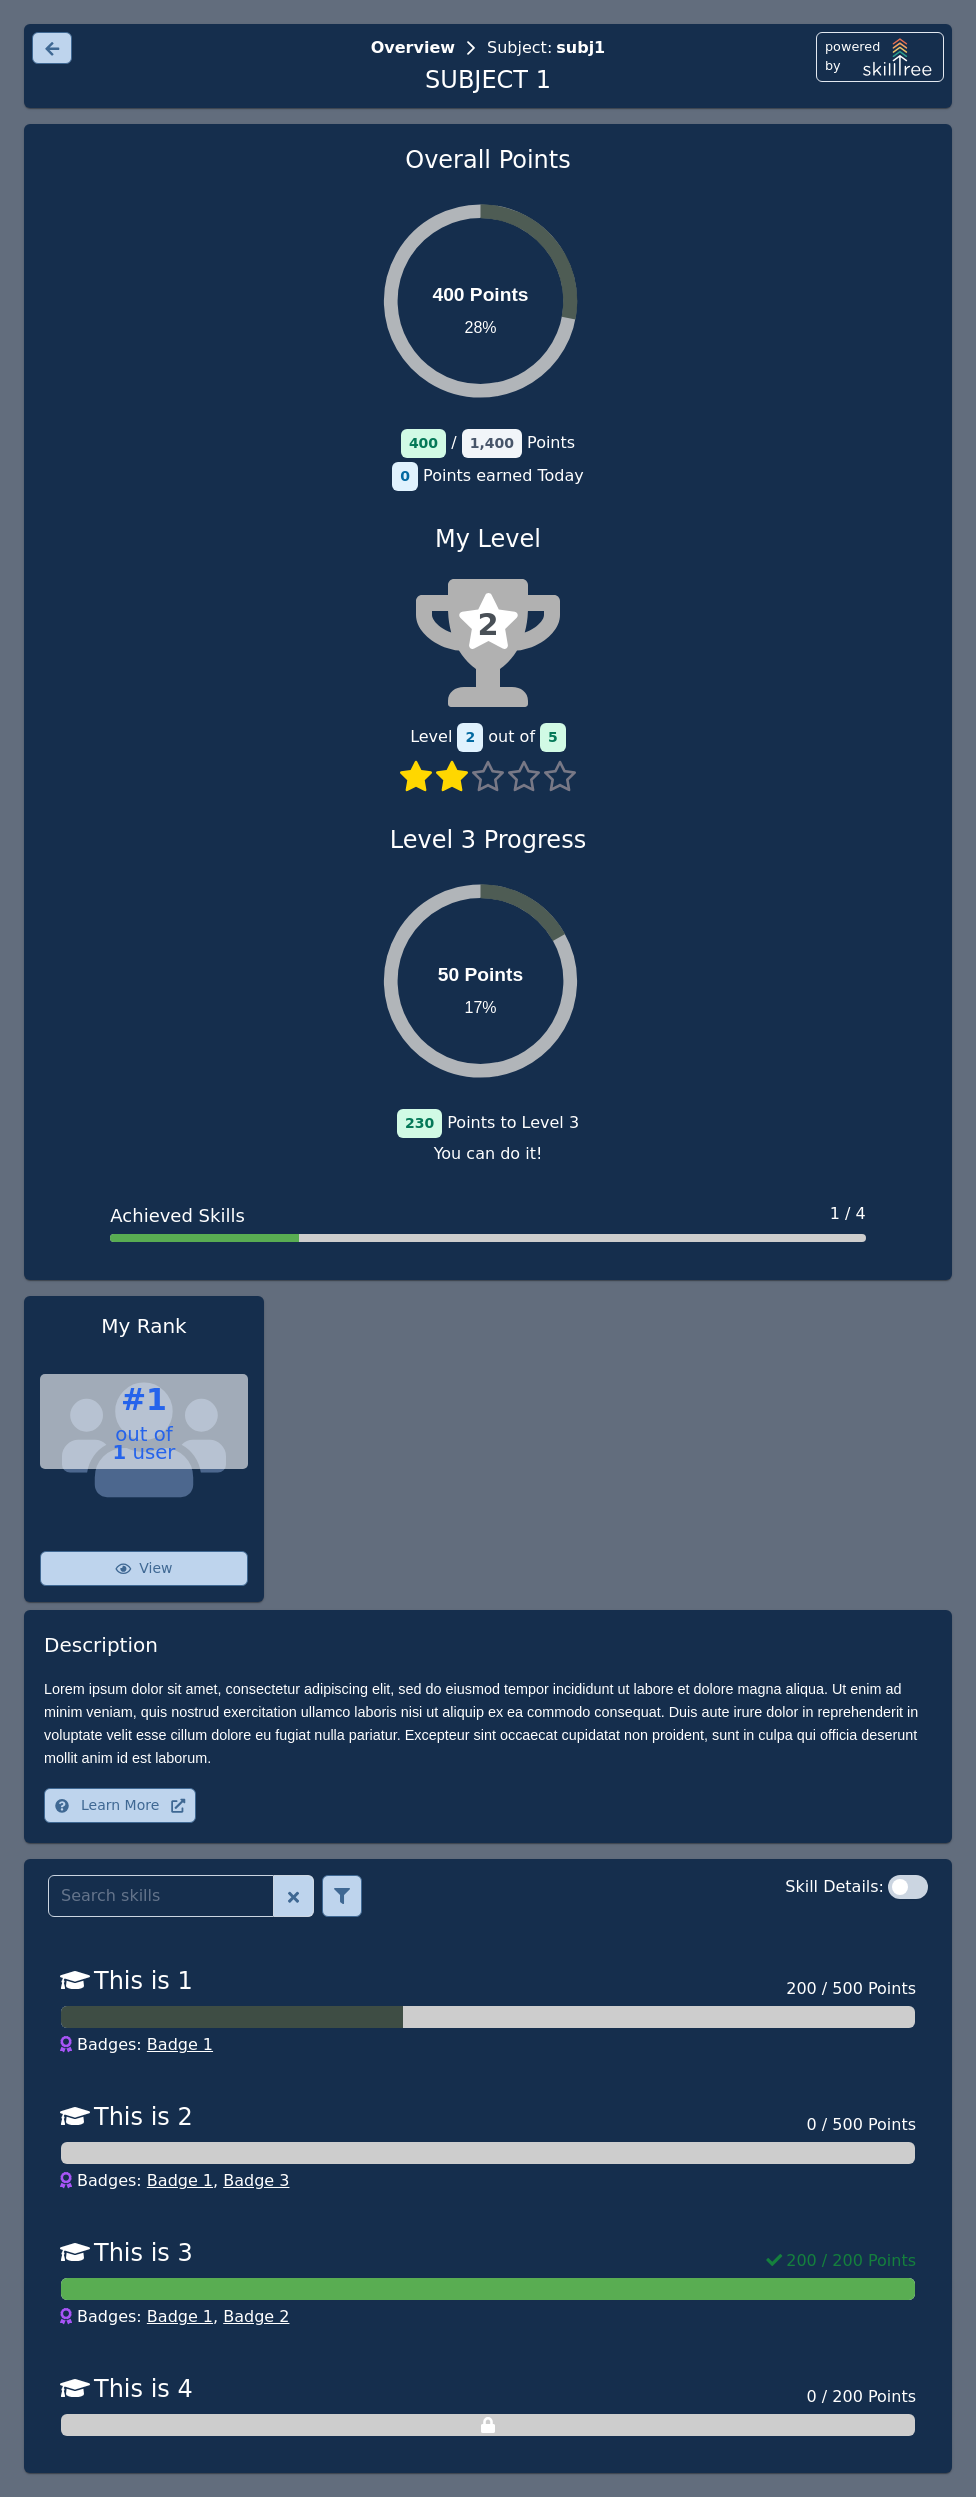 Overview > Subject: subj1
SUBJECT 1
powered
by skilltree
Overall Points
400 Points
28%
400 / 1,400 Points
0 Points earned Today
My Level
2
Level 2 out of 5
Level 3 Progress
50 Points
17%
230 Points to Level 3
You can do it!
Achieved Skills 1 / 4
My Rank
#1
out of
1 user
View
Description
Lorem ipsum dolor sit amet, consectetur adipiscing elit, sed do eiusmod tempor incididunt ut labore et dolore magna aliqua. Ut enim ad
minim veniam, quis nostrud exercitation ullamco laboris nisi ut aliquip ex ea commodo consequat. Duis aute irure dolor in reprehenderit in
voluptate velit esse cillum dolore eu fugiat nulla pariatur. Excepteur sint occaecat cupidatat non proident, sunt in culpa qui officia deserunt
mollit anim id est laborum.
Learn More
Search skills
Skill Details:
This is 1 200 / 500 Points
Badges: Badge 1
This is 2 0 / 500 Points
Badges: Badge 1, Badge 3
This is 3 200 / 200 Points
Badges: Badge 1, Badge 2
This is 4 0 / 200 Points